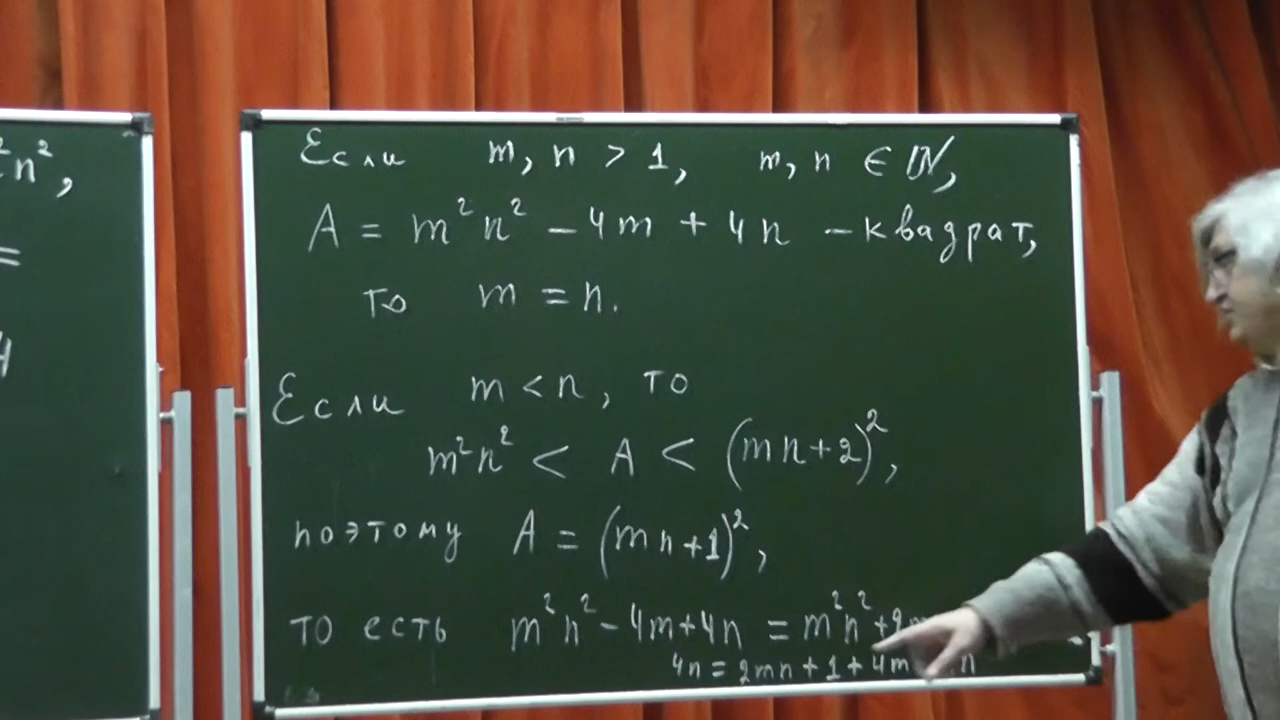 ²n²,
=
Если m, n > 1, m, n ∈ ℕ,
A = m²n² - 4m + 4n - квадрат,
то m = n.
Если m < n, то
m²n² < A < (mn+2)²,
поэтому A = (mn+1)²,
то есть m²n² - 4m + 4n = m²n² + 2m
4n = 2mn + 1 + 4m n